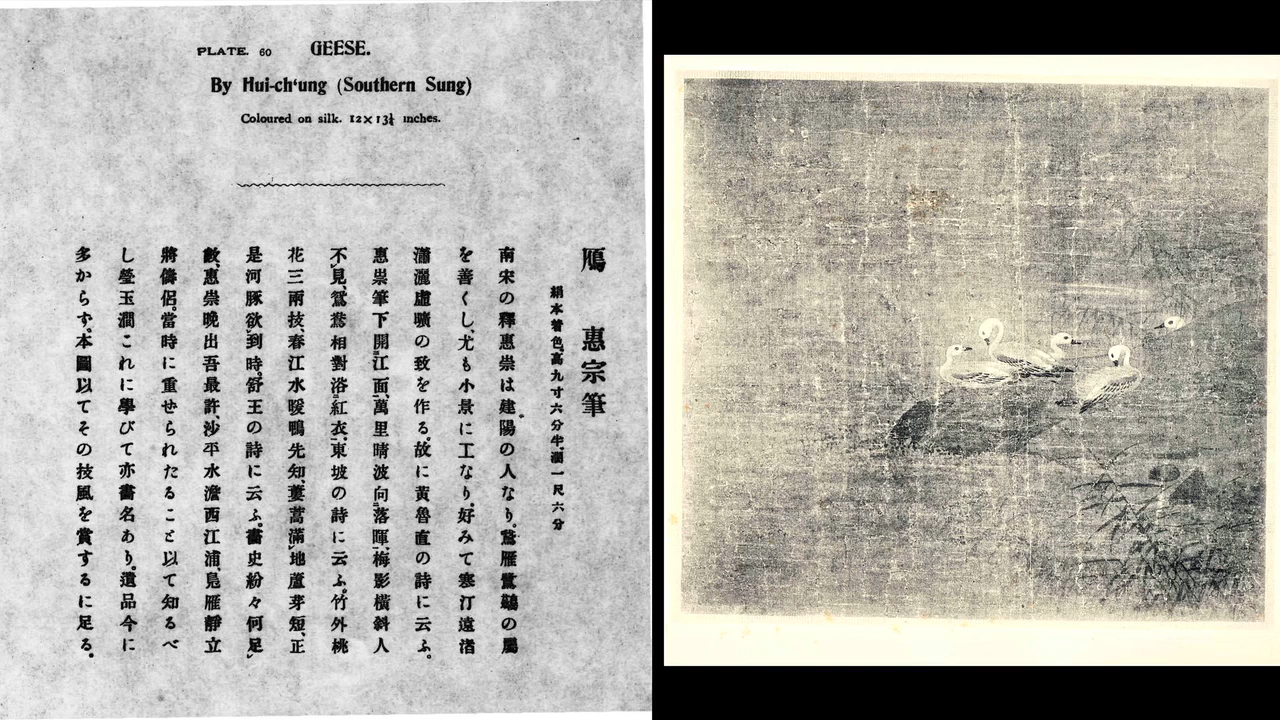 PLATE. 60 GEESE.
By Hui-ch'ung (Southern Sung)
Coloured on silk. 12×13¼ inches.
鴈 惠宗筆
絹本着色、高九寸六分半、濶一尺六分
南宋の釋惠崇は建陽の人なり。鵞雁鷺鷥の屬
を善くし、尤も小景に工なり。好みて寒汀遠渚
瀟灑虛曠の致を作る。故に黃魯直の詩に云ふ。
惠崇筆下開江面、萬里晴波向落暉、梅影橫斜人
不見、鴛鴦相對浴紅衣、東坡の詩に云ふ。竹外桃
花三兩技、春江水暖鴨先知、蔞蒿滿地蘆芽短、正
是河豚欲到時。舒王の詩に云ふ。畵史紛々何足
數、惠崇晩出吾最許、沙平水澹西江浦、鳧雁靜立
將儔侶。當時に重せられたること以て知るべ
し瑩玉澗これに學びて亦畵名あり。遺品今に
多からず。本圖以てその技風を賞するに足る。